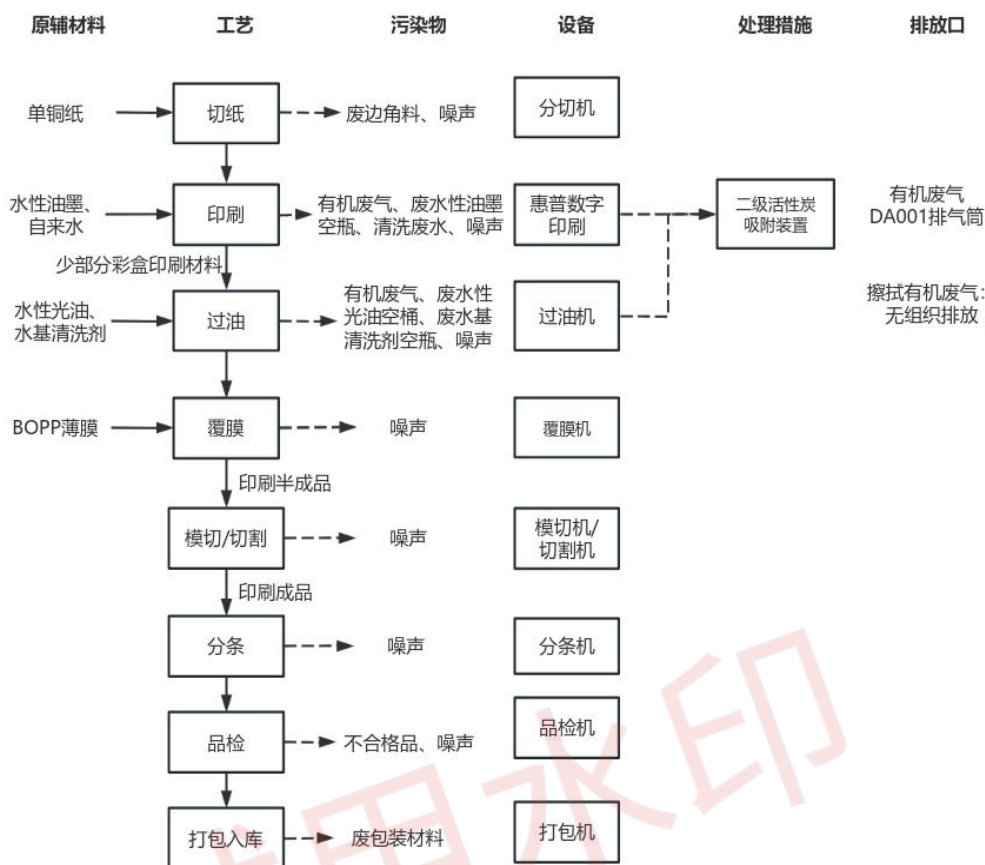 原辅材料 工艺 污染物 设备 处理措施 排放口
单铜纸 切纸 废边角料、噪声 分切机
水性油墨、
自来水
印刷
有机废气、废水性油墨
空瓶、清洗废水、噪声
惠普数字
印刷
二级活性炭
吸附装置
有机废气
DA001排气筒
少部分彩盒印刷材料
水性光油、
水基清洗剂
过油
有机废气、废水性
光油空桶、废水基
清洗剂空瓶、噪声
过油机
擦拭有机废气：
无组织排放
BOPP薄膜 覆膜 噪声 覆膜机
印刷半成品
模切/切割 噪声
模切机/
切割机
印刷成品
分条 噪声 分条机
品检 不合格品、噪声 品检机
打包入库 废包装材料 打包机
用水印